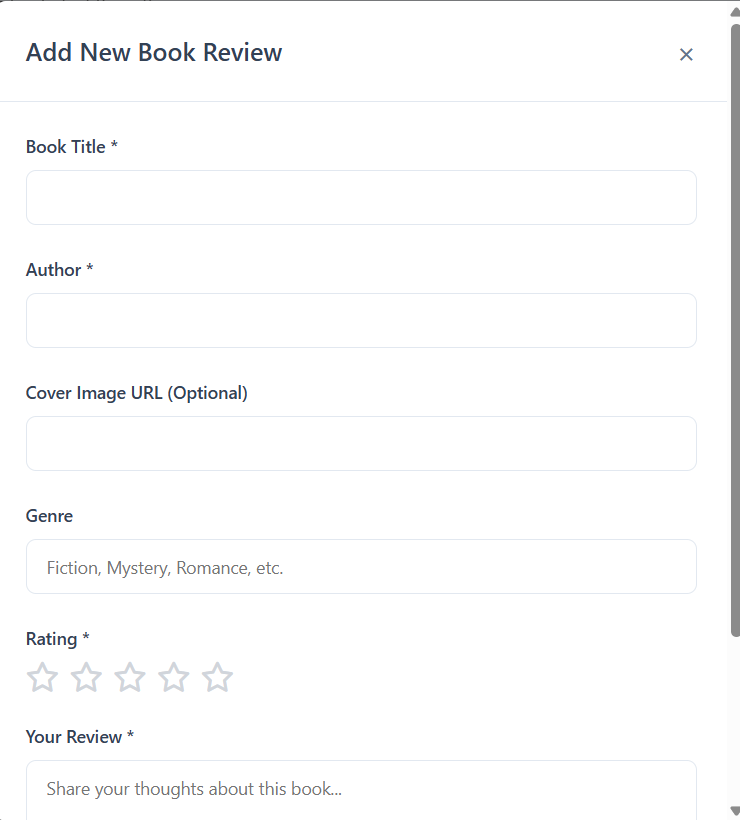 Add New Book Review
×
Book Title *
Author *
Cover Image URL (Optional)
Genre
Fiction, Mystery, Romance, etc.
Rating *
Your Review *
Share your thoughts about this book...